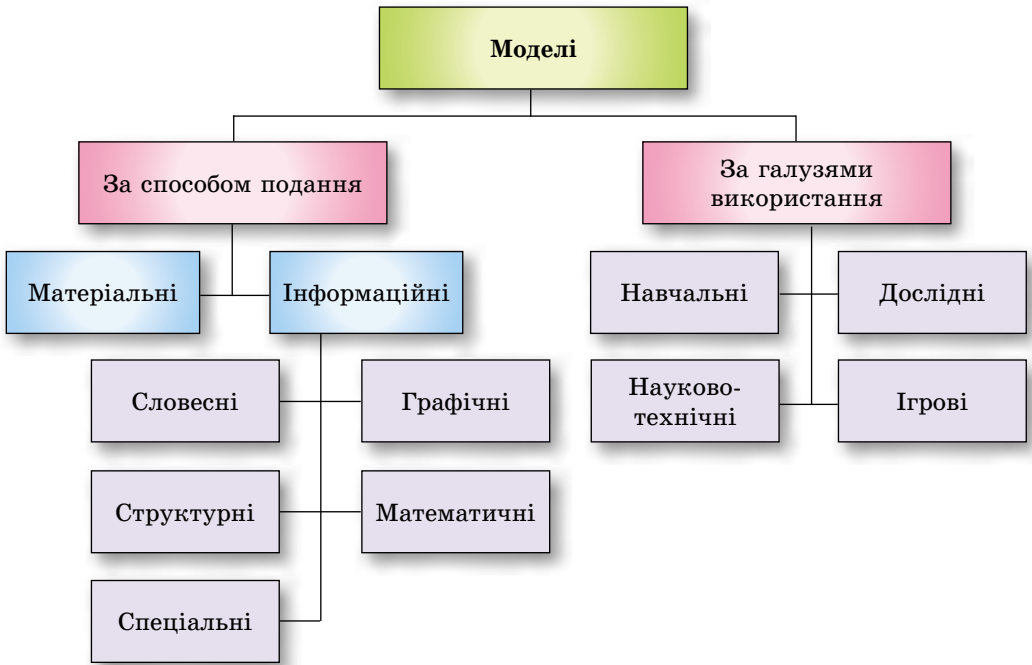 Моделі
За способом подання
За галузями
використання
Матеріальні
Інформаційні
Навчальні
Дослідні
Словесні
Графічні
Науково-
технічні
Ігрові
Структурні
Математичні
Спеціальні